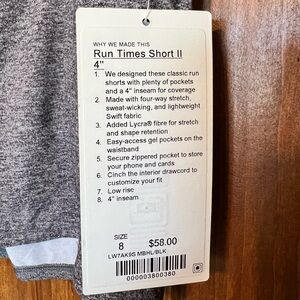 WHY WE MADE THIS
Run Times Short II
4"
1. We designed these classic run
shorts with plenty of pockets
and a 4" inseam for coverage
2. Made with four-way stretch,
sweat-wicking, and lightweight
Swift fabric
3. Added Lycra® fibre for stretch
and shape retention
4. Easy-access gel pockets on the
waistband
5. Secure zippered pocket to store
your phone and cards
6. Cinch the interior drawcord to
customize your fit
7. Low rise
8. 4" inseam
SIZE
8 $58.00
LW7AK9S MBHL/BLK
000003800380